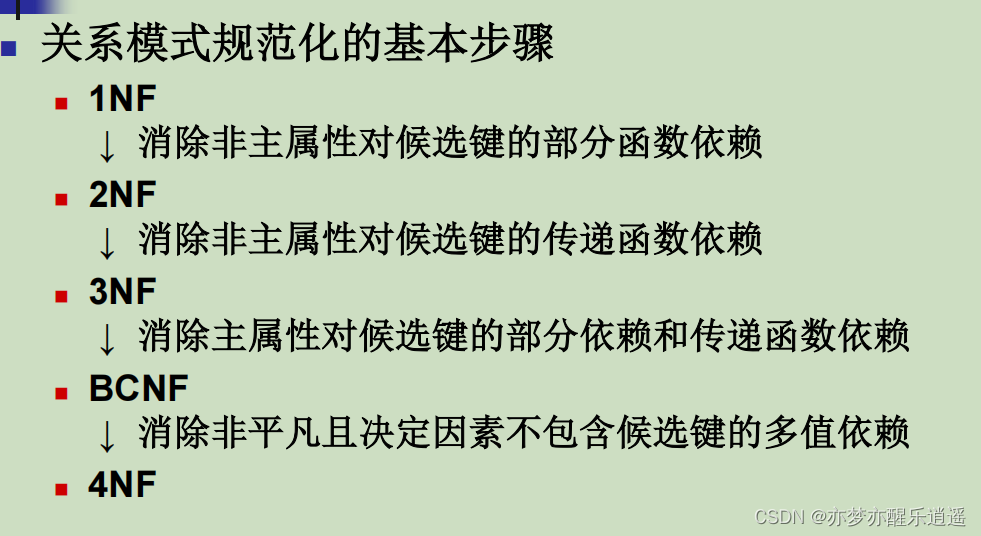 关系模式规范化的基本步骤
1NF
↓ 消除非主属性对候选键的部分函数依赖
2NF
↓ 消除非主属性对候选键的传递函数依赖
3NF
↓ 消除主属性对候选键的部分依赖和传递函数依赖
BCNF
↓ 消除非平凡且决定因素不包含候选键的多值依赖
4NF
CSDN @亦梦亦醒乐逍遥